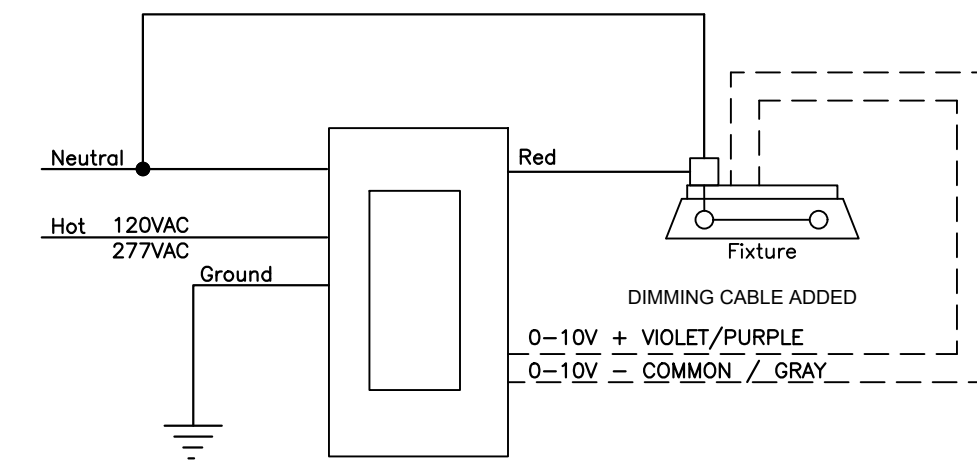 Neutral
Red
Hot 120VAC
277VAC
Fixture
Ground
DIMMING CABLE ADDED
0-10V + VIOLET/PURPLE
0-10V - COMMON / GRAY